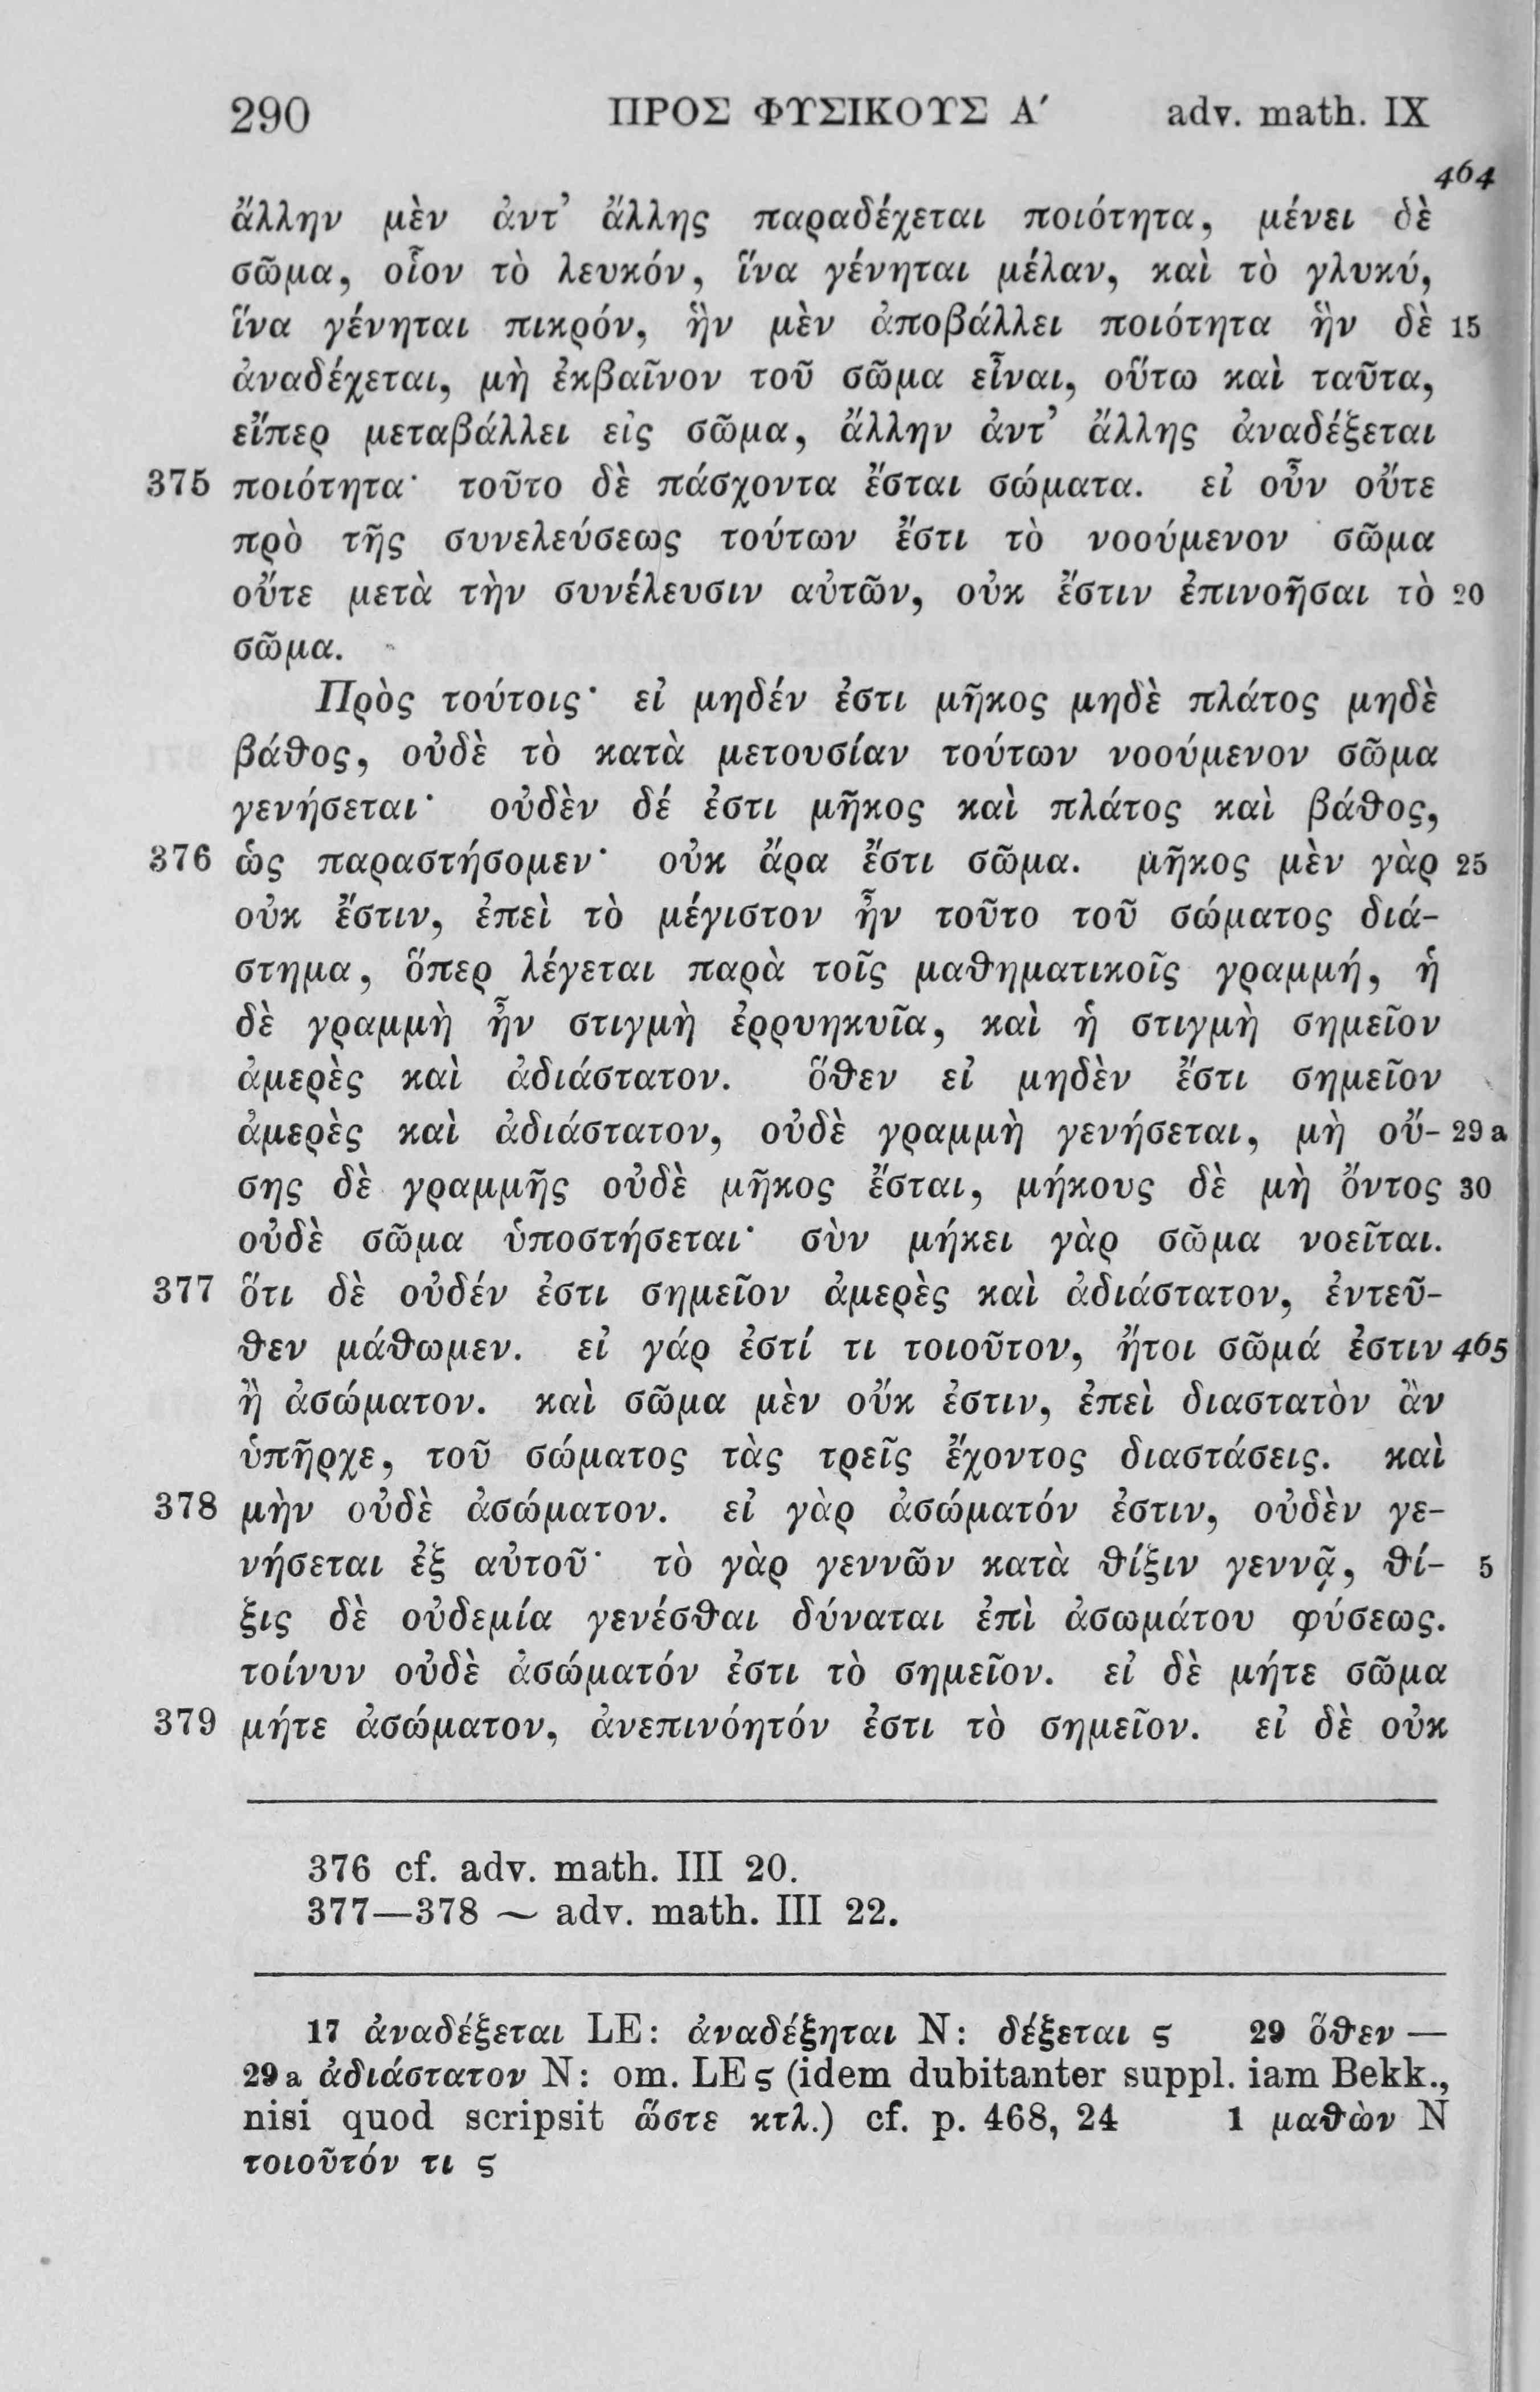 290 ΠΡΟΣ ΦΥΣΙΚΟΥΣ Α′ adv. math. IX
464
ἄλλην μὲν ἀντ' ἄλλης παραδέχεται ποιότητα, μένει δὲ
σῶμα, οἷον τὸ λευκόν, ἵνα γένηται μέλαν, καὶ τὸ γλυκύ,
ἵνα γένηται πικρόν, ἣν μὲν ἀποβάλλει ποιότητα ἣν δὲ 15
ἀναδέχεται, μὴ ἐκβαῖνον τοῦ σῶμα εἶναι, οὕτω καὶ ταῦτα,
εἴπερ μεταβάλλει εἰς σῶμα, ἄλλην ἀντ' ἄλλης ἀναδέξεται
375 ποιότητα· τοῦτο δὲ πάσχοντα ἔσται σώματα. εἰ οὖν οὔτε
πρὸ τῆς συνελεύσεως τούτων ἔστι τὸ νοούμενον σῶμα
οὔτε μετὰ τὴν συνέλευσιν αὐτῶν, οὐκ ἔστιν ἐπινοῆσαι τὸ 20
σῶμα.
Πρὸς τούτοις· εἰ μηδέν ἐστι μῆκος μηδὲ πλάτος μηδὲ
βάθος, οὐδὲ τὸ κατὰ μετουσίαν τούτων νοούμενον σῶμα
γενήσεται· οὐδὲν δέ ἐστι μῆκος καὶ πλάτος καὶ βάθος,
376 ὡς παραστήσομεν· οὐκ ἄρα ἔστι σῶμα. μῆκος μὲν γὰρ 25
οὐκ ἔστιν, ἐπεὶ τὸ μέγιστον ἦν τοῦτο τοῦ σώματος διά-
στημα, ὅπερ λέγεται παρὰ τοῖς μαθηματικοῖς γραμμή, ἡ
δὲ γραμμὴ ἦν στιγμὴ ἐρρυηκυῖα, καὶ ἡ στιγμὴ σημεῖον
ἀμερὲς καὶ ἀδιάστατον. ὅθεν εἰ μηδὲν ἔστι σημεῖον
ἀμερὲς καὶ ἀδιάστατον, οὐδὲ γραμμὴ γενήσεται, μὴ οὔ- 29 a
σης δὲ γραμμῆς οὐδὲ μῆκος ἔσται, μήκους δὲ μὴ ὄντος 30
οὐδὲ σῶμα ὑποστήσεται· σὺν μήκει γὰρ σῶμα νοεῖται.
377 ὅτι δὲ οὐδέν ἐστι σημεῖον ἀμερὲς καὶ ἀδιάστατον, ἐντεῦ-
θεν μάθωμεν. εἰ γάρ ἐστί τι τοιοῦτον, ἤτοι σῶμά ἐστιν 465
ἢ ἀσώματον. καὶ σῶμα μὲν οὔκ ἐστιν, ἐπεὶ διαστατὸν ἂν
ὑπῆρχε, τοῦ σώματος τὰς τρεῖς ἔχοντος διαστάσεις. καὶ
378 μὴν οὐδὲ ἀσώματον. εἰ γὰρ ἀσώματόν ἐστιν, οὐδὲν γε-
νήσεται ἐξ αὐτοῦ· τὸ γὰρ γεννῶν κατὰ θίξιν γεννᾷ, θί- 5
ξις δὲ οὐδεμία γενέσθαι δύναται ἐπὶ ἀσωμάτου φύσεως.
τοίνυν οὐδὲ ἀσώματόν ἐστι τὸ σημεῖον. εἰ δὲ μήτε σῶμα
379 μήτε ἀσώματον, ἀνεπινόητόν ἐστι τὸ σημεῖον. εἰ δὲ οὐκ
376 cf. adv. math. III 20.
377—378 ~ adv. math. III 22.
17 ἀναδέξεται LE: ἀναδέξηται N: δέξεται ς 29 ὅθεν —
29 a ἀδιάστατον N: om. LE ς (idem dubitanter suppl. iam Bekk.,
nisi quod scripsit ὥστε κτλ.) cf. p. 468, 24 1 μαθὼν N
τοιοῦτόν τι ς